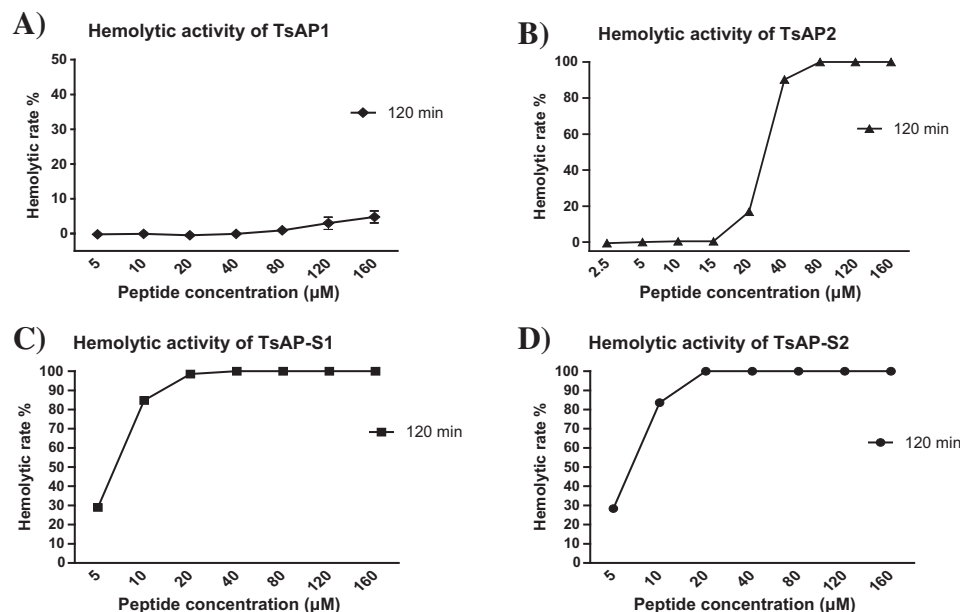 A)
Hemolytic activity of TsAP1
Hemolytic rate %
50
40
30
20
10
0
120 min
5 10 20 40 80 120 160
Peptide concentration (µM)
B)
Hemolytic activity of TsAP2
Hemolytic rate %
100
80
60
40
20
0
120 min
2.5 5 10 15 20 40 80 120 160
Peptide concentration (µM)
C)
Hemolytic activity of TsAP-S1
Hemolytic rate %
100
90
80
70
60
50
40
30
20
10
0
120 min
5 10 20 40 80 120 160
Peptide concentration (µM)
D)
Hemolytic activity of TsAP-S2
Hemolytic rate %
100
90
80
70
60
50
40
30
20
10
0
120 min
5 10 20 40 80 120 160
Peptide concentration (µM)